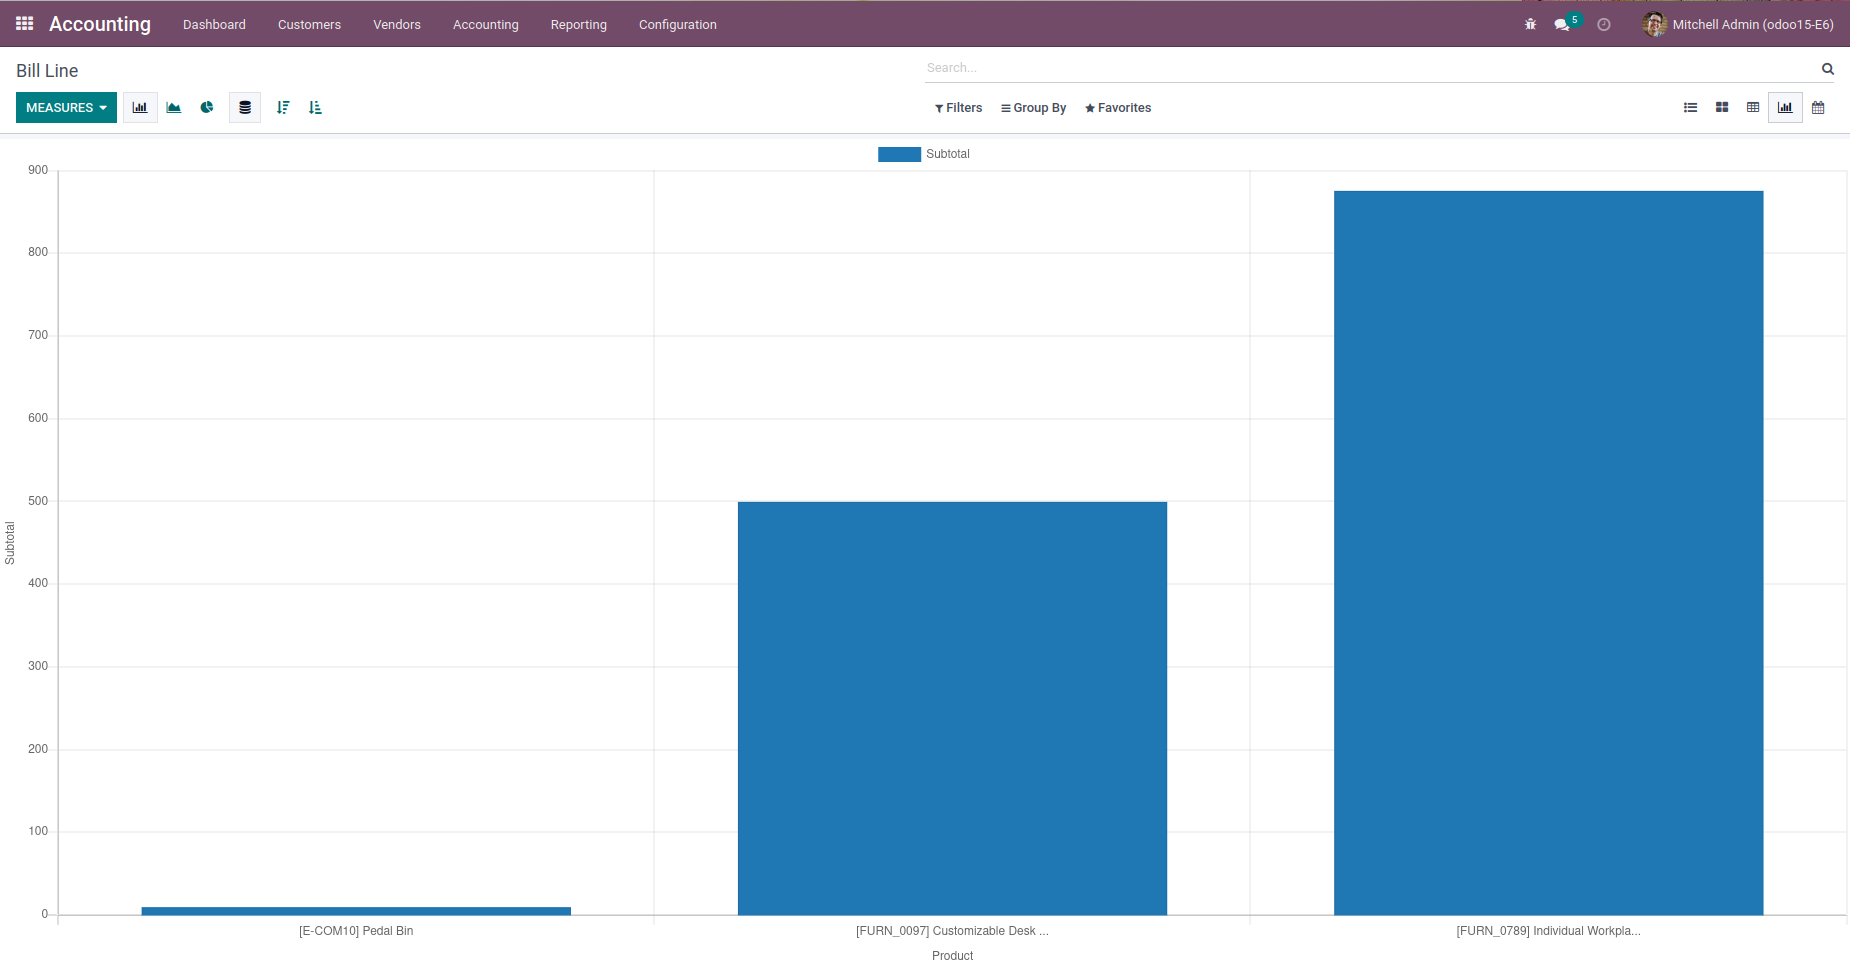 Accounting Dashboard Customers Vendors Accounting Reporting Configuration 5 Mitchell Admin (odoo15-E6)
Bill Line
Search...
MEASURES Filters Group By Favorites
Subtotal
900
800
700
600
500
400
300
200
100
0
Subtotal
[E-COM10] Pedal Bin [FURN_0097] Customizable Desk ... [FURN_0789] Individual Workpla...
Product